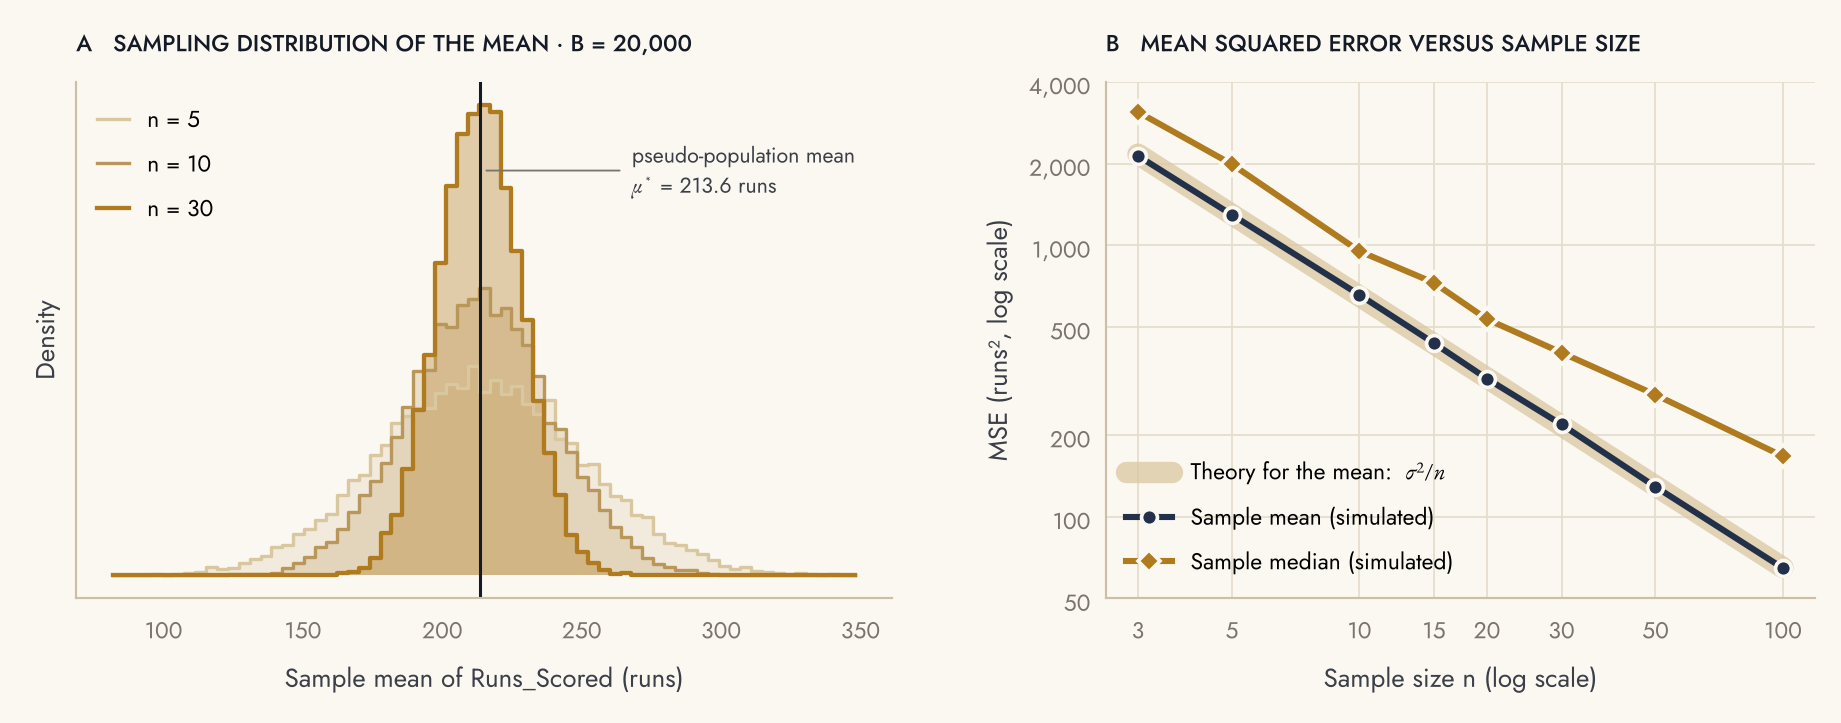 A SAMPLING DISTRIBUTION OF THE MEAN · B = 20,000
n = 5
n = 10
n = 30
pseudo-population mean
μ* = 213.6 runs
Density
100 150 200 250 300 350
Sample mean of Runs_Scored (runs)
B MEAN SQUARED ERROR VERSUS SAMPLE SIZE
4,000
2,000
1,000
500
200
100
50
MSE (runs², log scale)
Theory for the mean: σ²/n
Sample mean (simulated)
Sample median (simulated)
3 5 10 15 20 30 50 100
Sample size n (log scale)